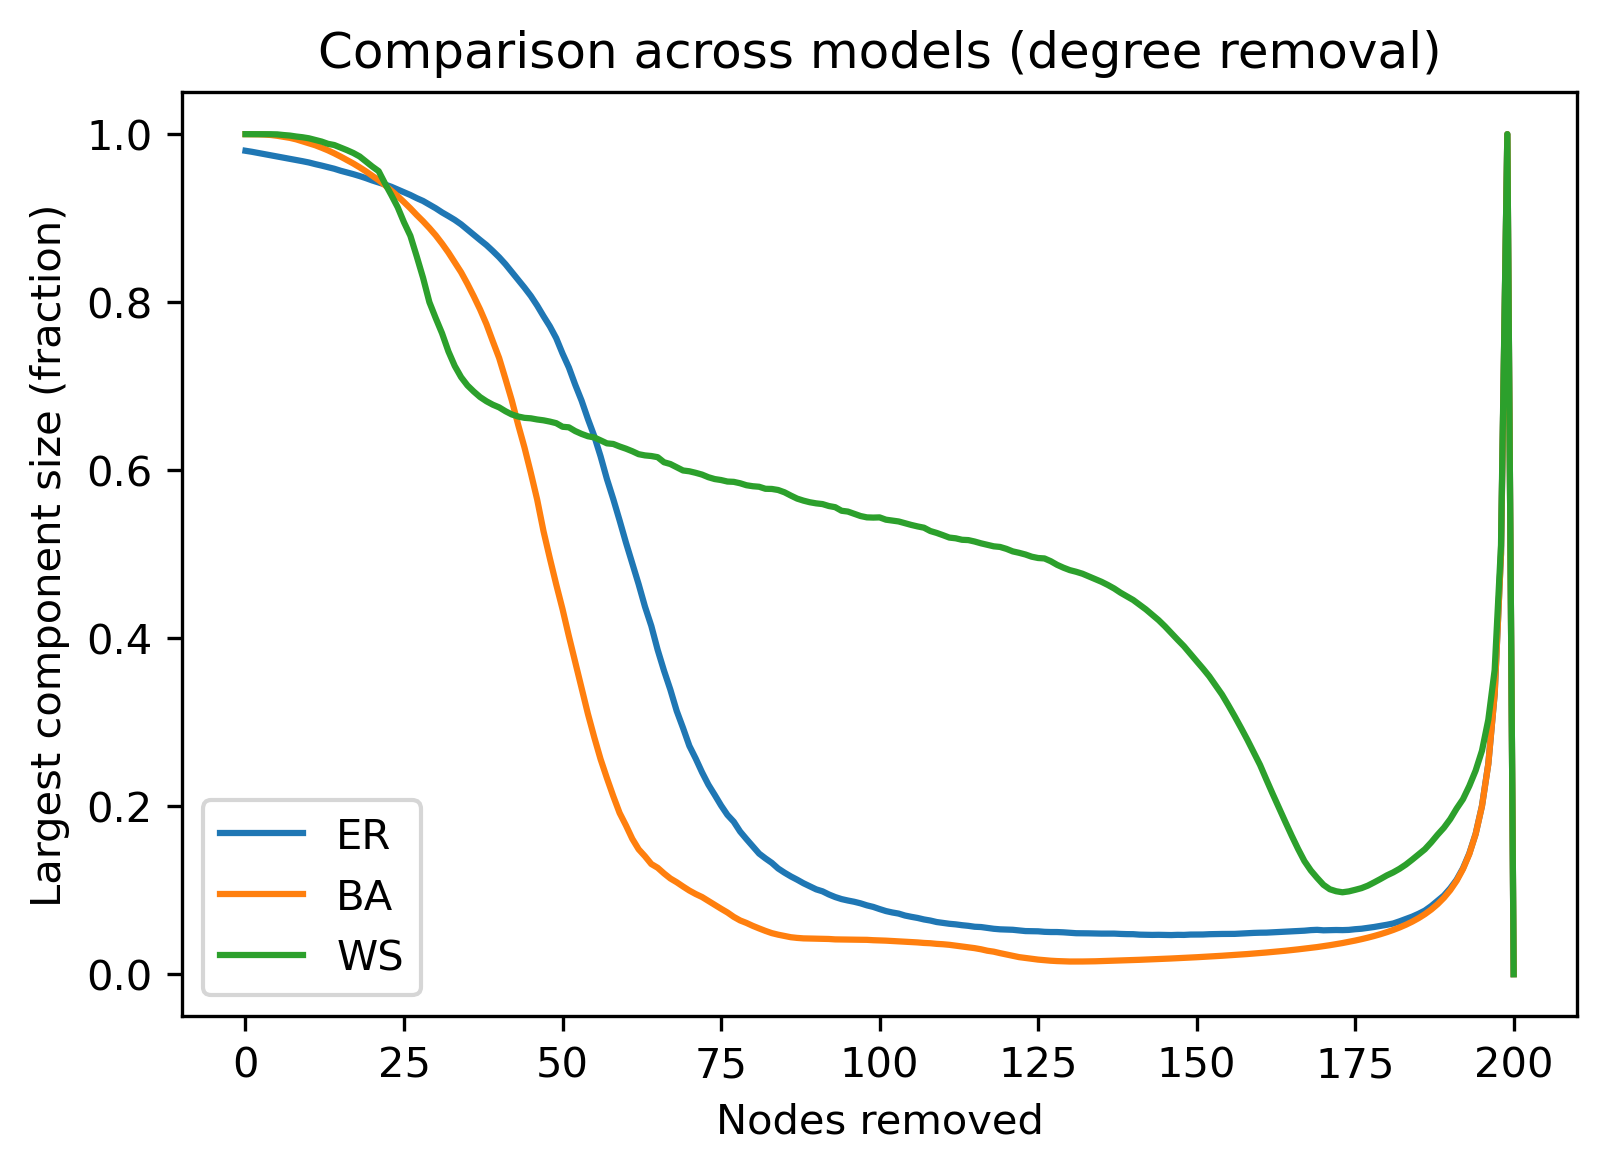 Comparison across models (degree removal)
Largest component size (fraction)
1.0
0.8
0.6
0.4
0.2
0.0
ER
BA
WS
0 25 50 75 100 125 150 175 200
Nodes removed